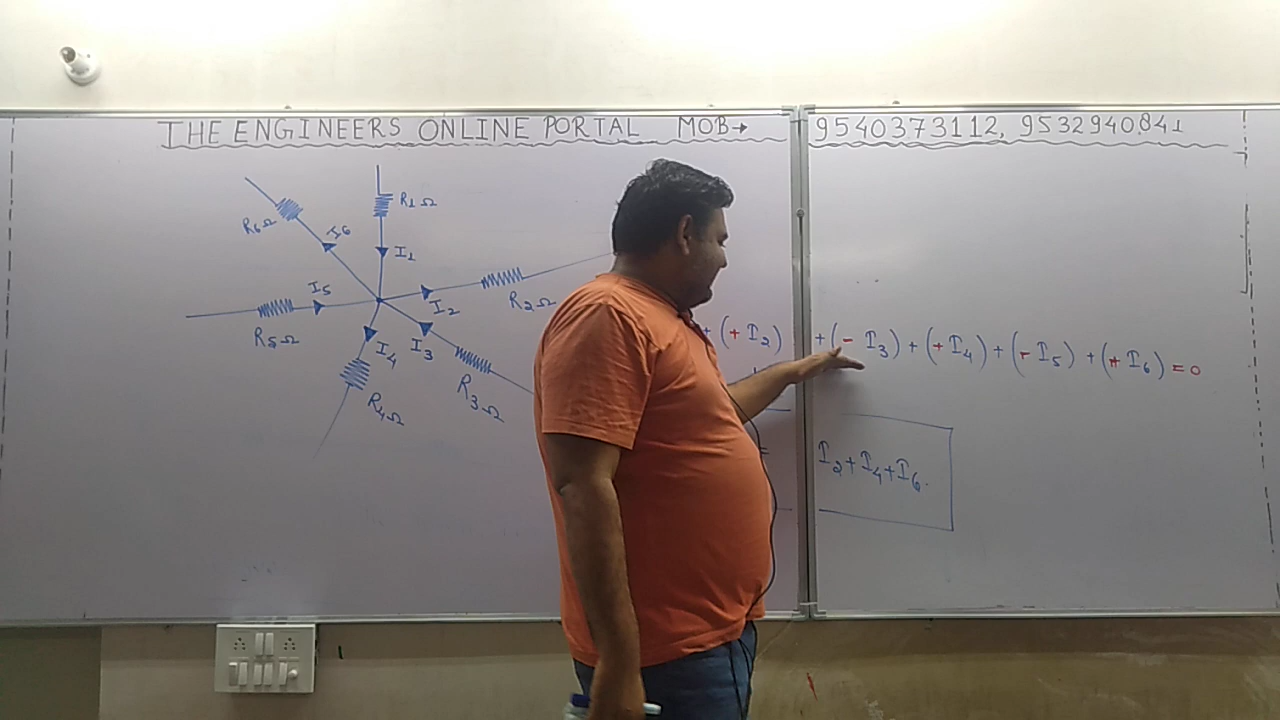 THE ENGINEERS ONLINE PORTAL MOB→ 9540373112, 9532940841
R6Ω
R1Ω
I6
I1
I5
I2
R5Ω
R2Ω
I4
I3
R4Ω
R3Ω
+ (+ I2) + (- I3) + (+ I4) + (- I5) + (+ I6) = 0
= I2 + I4 + I6.